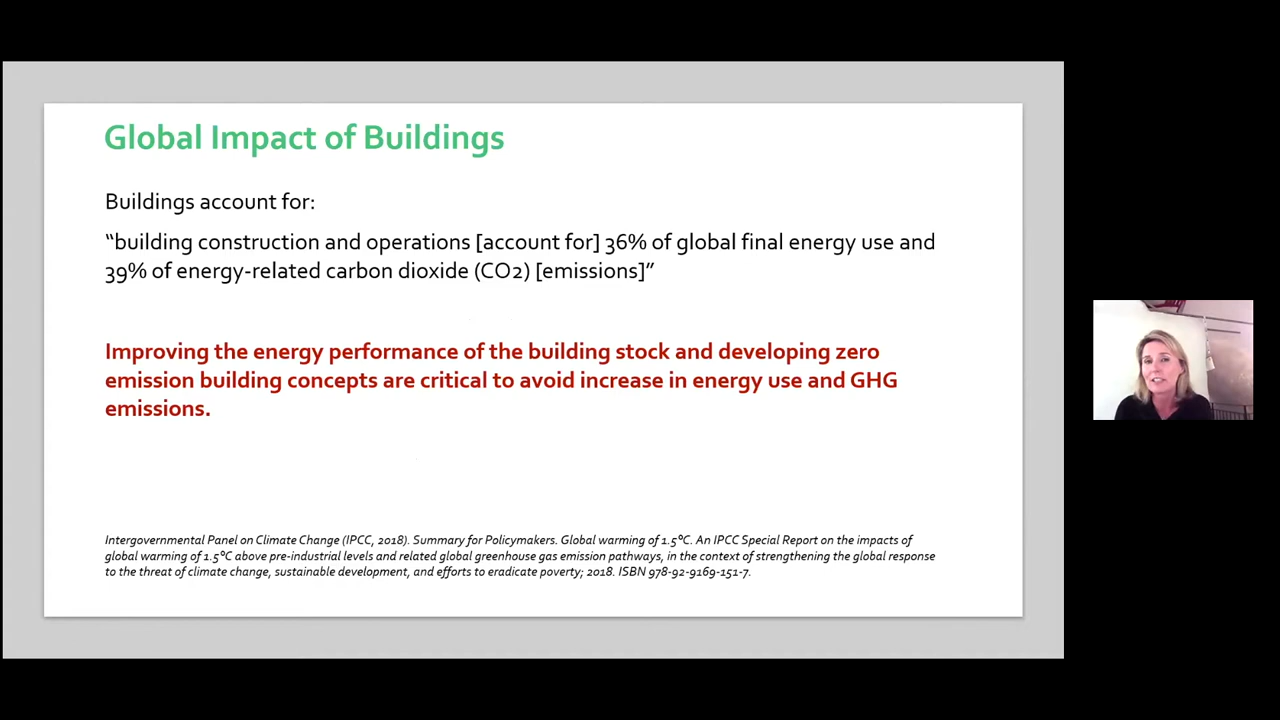 Global Impact of Buildings
Buildings account for:
“building construction and operations [account for] 36% of global final energy use and
39% of energy-related carbon dioxide (CO2) [emissions]”
Improving the energy performance of the building stock and developing zero
emission building concepts are critical to avoid increase in energy use and GHG
emissions.
Intergovernmental Panel on Climate Change (IPCC, 2018). Summary for Policymakers. Global warming of 1.5°C. An IPCC Special Report on the impacts of
global warming of 1.5°C above pre-industrial levels and related global greenhouse gas emission pathways, in the context of strengthening the global response
to the threat of climate change, sustainable development, and efforts to eradicate poverty; 2018. ISBN 978-92-9169-151-7.